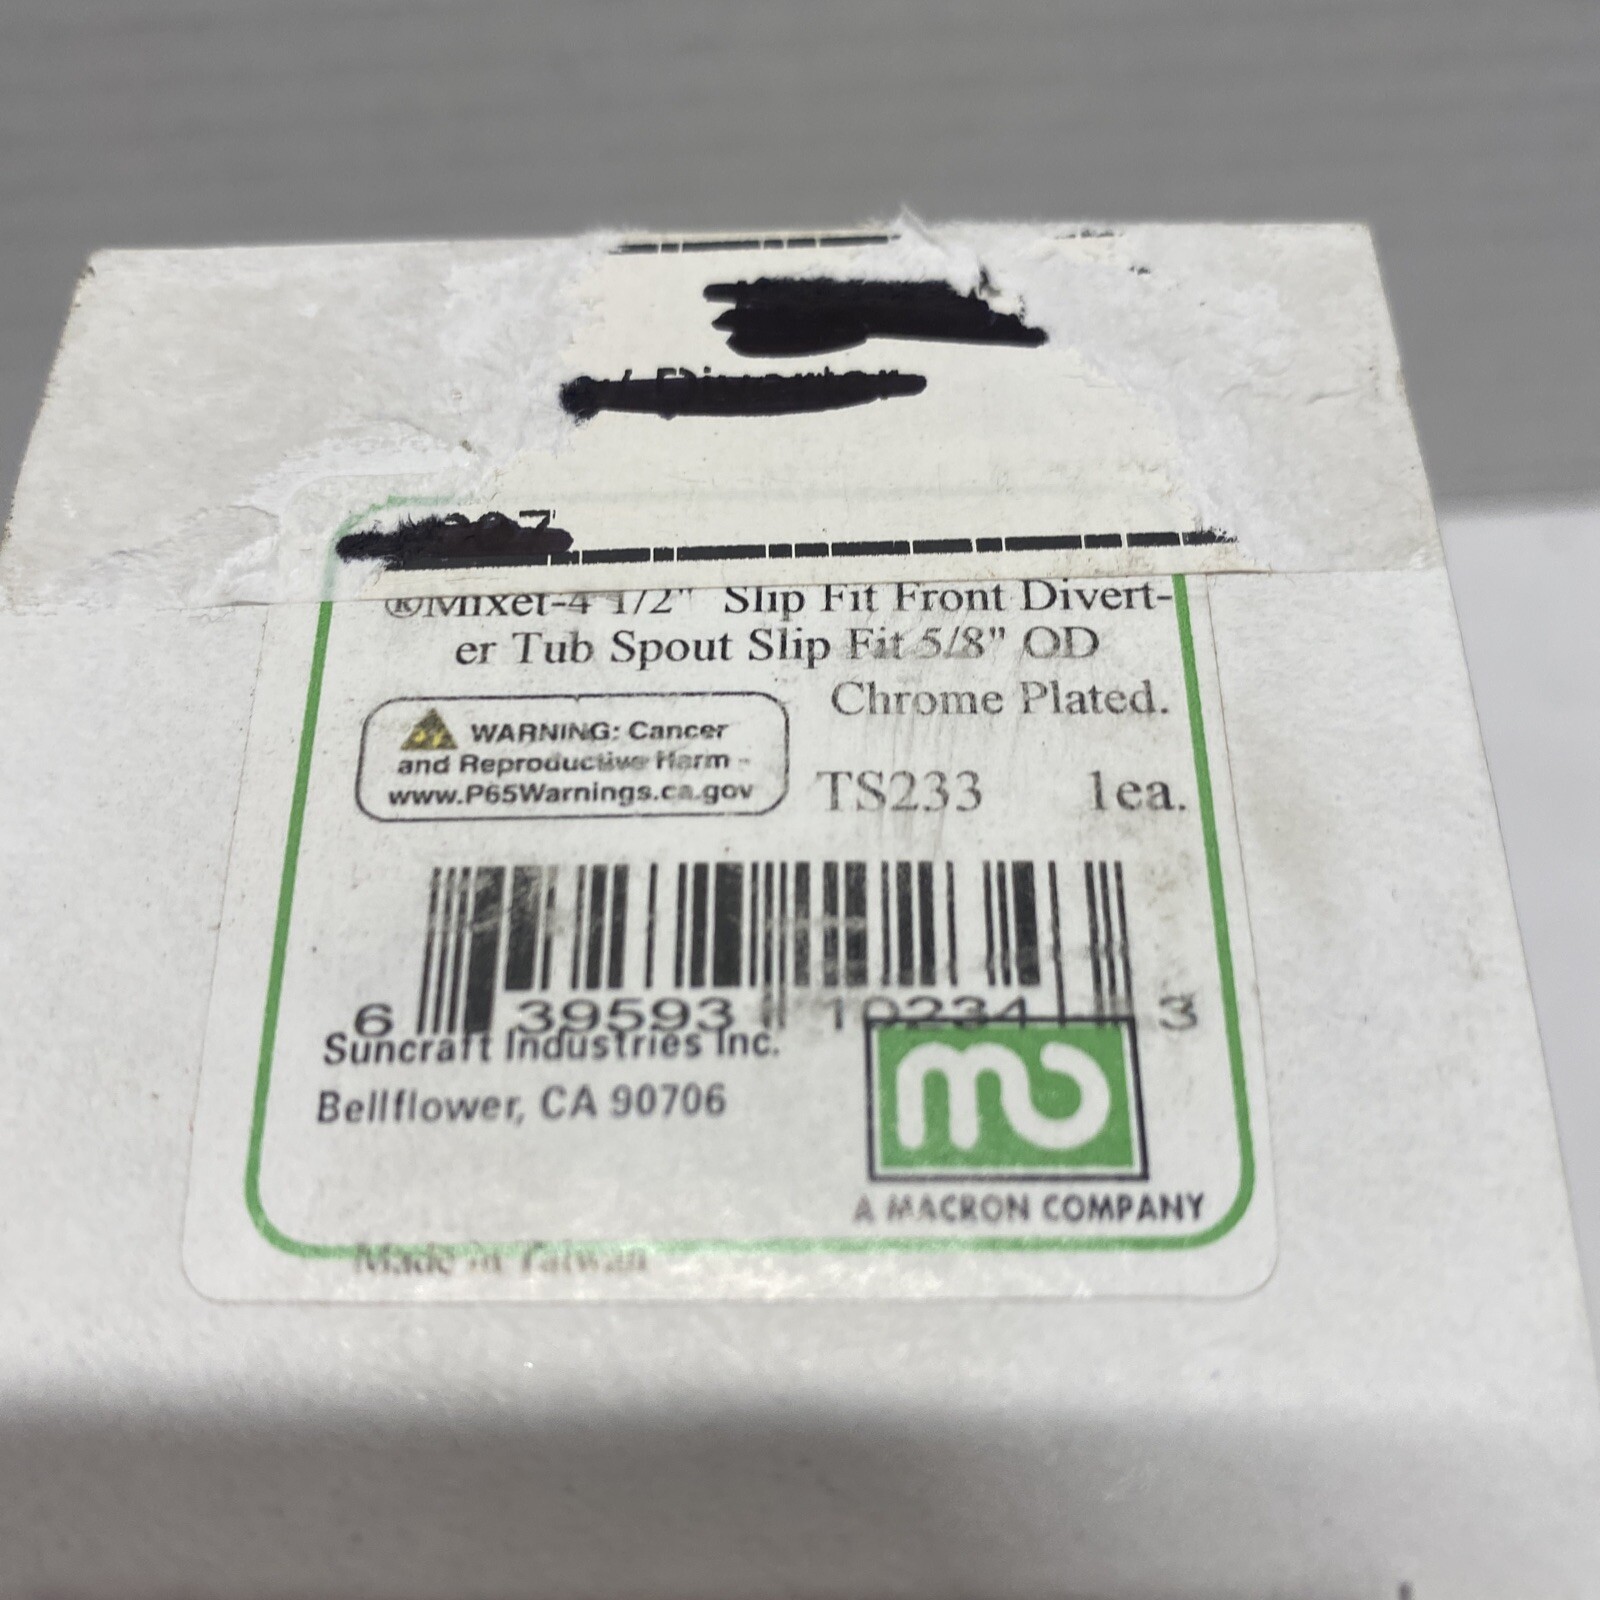 ®Mixet-4 1/2" Slip Fit Front Divert-
er Tub Spout Slip Fit 5/8" OD
Chrome Plated.
WARNING: Cancer
and Reproductive Harm -
www.P65Warnings.ca.gov
TS233 1ea.
6 39593 10234 3
Suncraft Industries Inc.
Bellflower, CA 90706
A MACRON COMPANY
Made in Taiwan